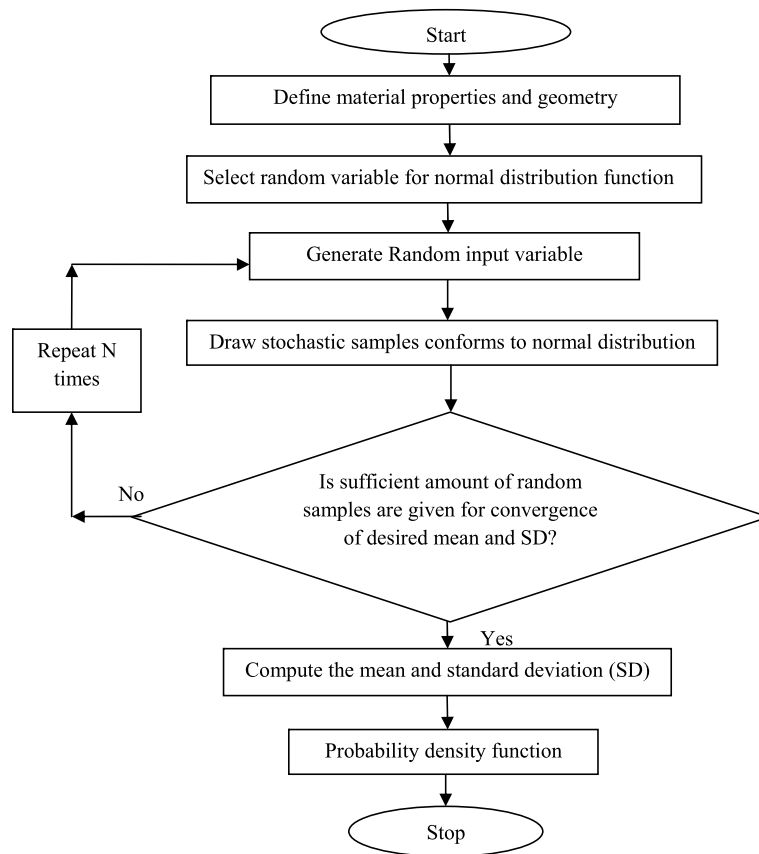 Start
Define material properties and geometry
Select random variable for normal distribution function
Generate Random input variable
Draw stochastic samples conforms to normal distribution
Repeat N
times
Is sufficient amount of random
samples are given for convergence
of desired mean and SD?
No
Yes
Compute the mean and standard deviation (SD)
Probability density function
Stop